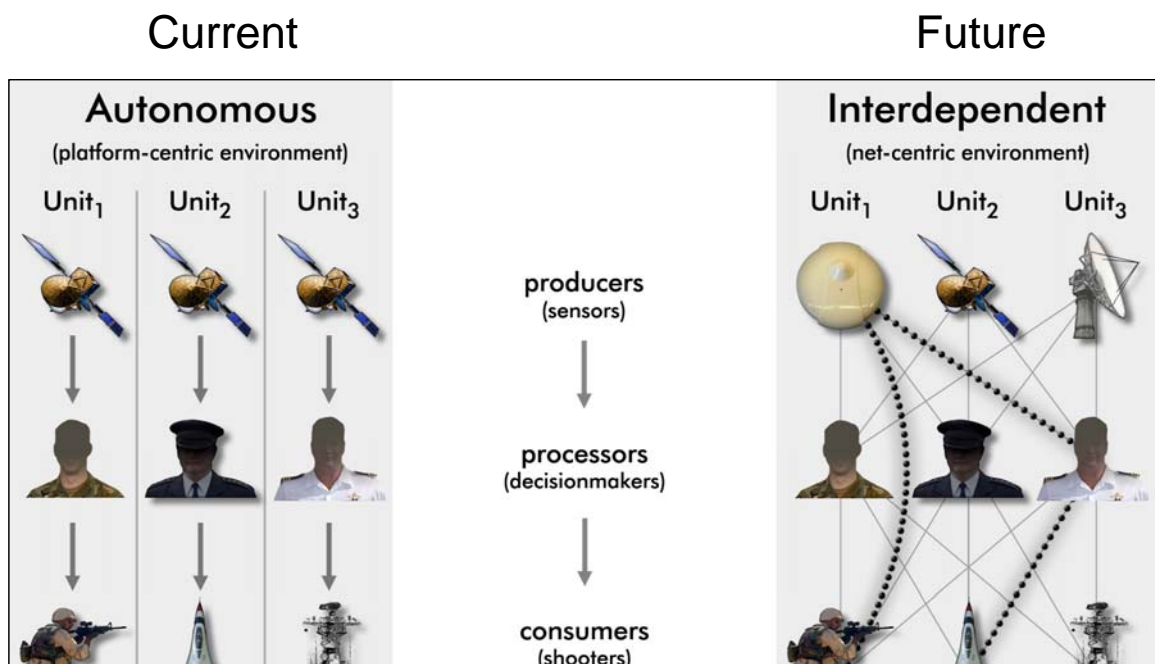 Current
Future
Autonomous
(platform-centric environment)
Unit1
Unit2
Unit3
producers
(sensors)
processors
(decisionmakers)
consumers
(shooters)
Interdependent
(net-centric environment)
Unit1
Unit2
Unit3